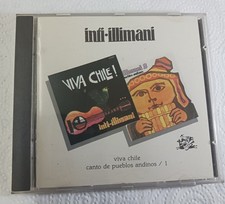 inti-illimani
VIVA CHILE!
inti-illimani
viva chile
canto de pueblos andinos / 1